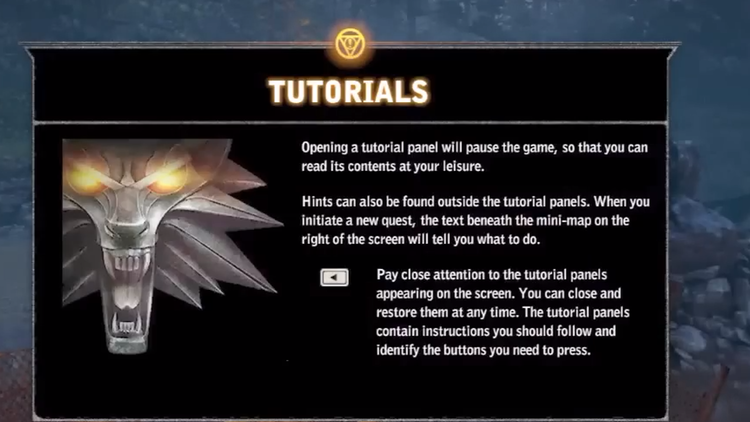 TUTORIALS
Opening a tutorial panel will pause the game, so that you can
read its contents at your leisure.
Hints can also be found outside the tutorial panels. When you
initiate a new quest, the text beneath the mini-map on the
right of the screen will tell you what to do.
Pay close attention to the tutorial panels
appearing on the screen. You can close and
restore them at any time. The tutorial panels
contain instructions you should follow and
identify the buttons you need to press.